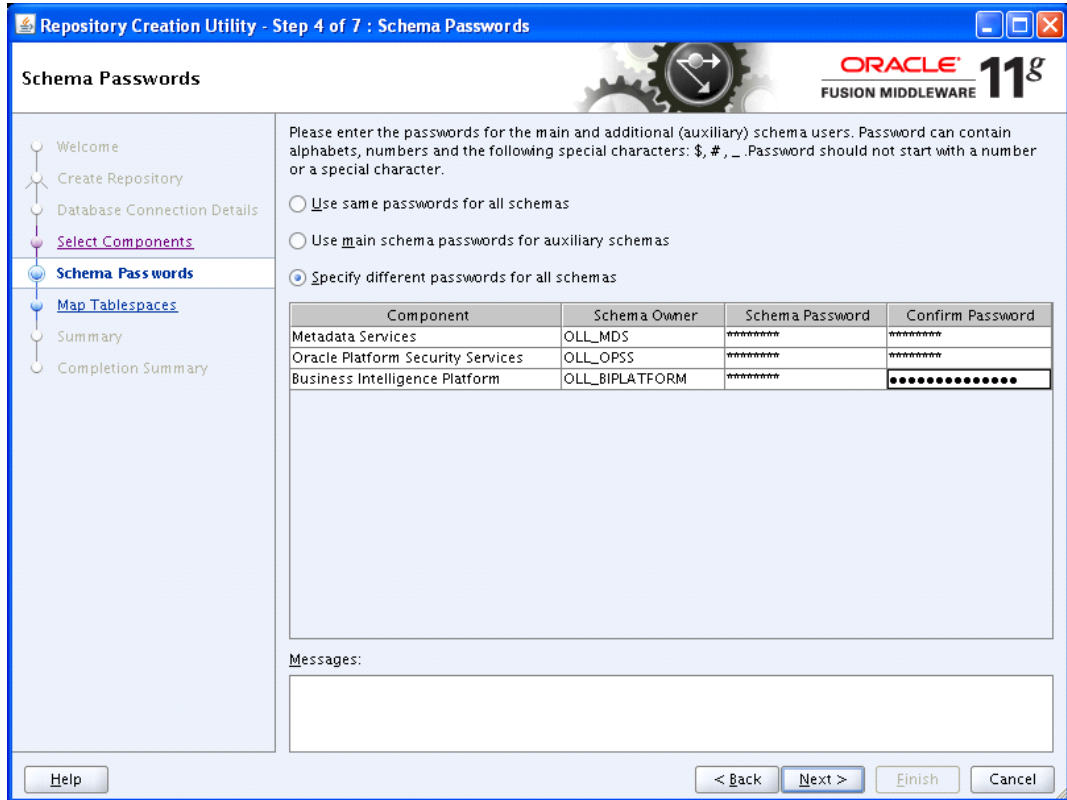 Repository Creation Utility - Step 4 of 7 : Schema Passwords
Schema Passwords
ORACLE FUSION MIDDLEWARE 11g
Welcome
Create Repository
Database Connection Details
Select Components
Schema Passwords
Map Tablespaces
Summary
Completion Summary
Please enter the passwords for the main and additional (auxiliary) schema users. Password can contain
alphabets, numbers and the following special characters: $, # , _ .Password should not start with a number
or a special character.
Use same passwords for all schemas
Use main schema passwords for auxiliary schemas
Specify different passwords for all schemas
Component Schema Owner Schema Password Confirm Password
Metadata Services OLL_MDS ******** ********
Oracle Platform Security Services OLL_OPSS ******** ********
Business Intelligence Platform OLL_BIPLATFORM ******** ●●●●●●●●●●●●●●
Messages:
Help < Back Next > Finish Cancel